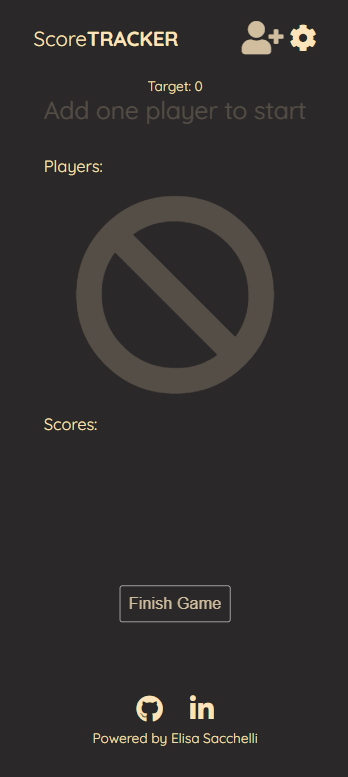 ScoreTRACKER
Target: 0
Add one player to start
Players:
Scores:
Finish Game
Powered by Elisa Sacchelli